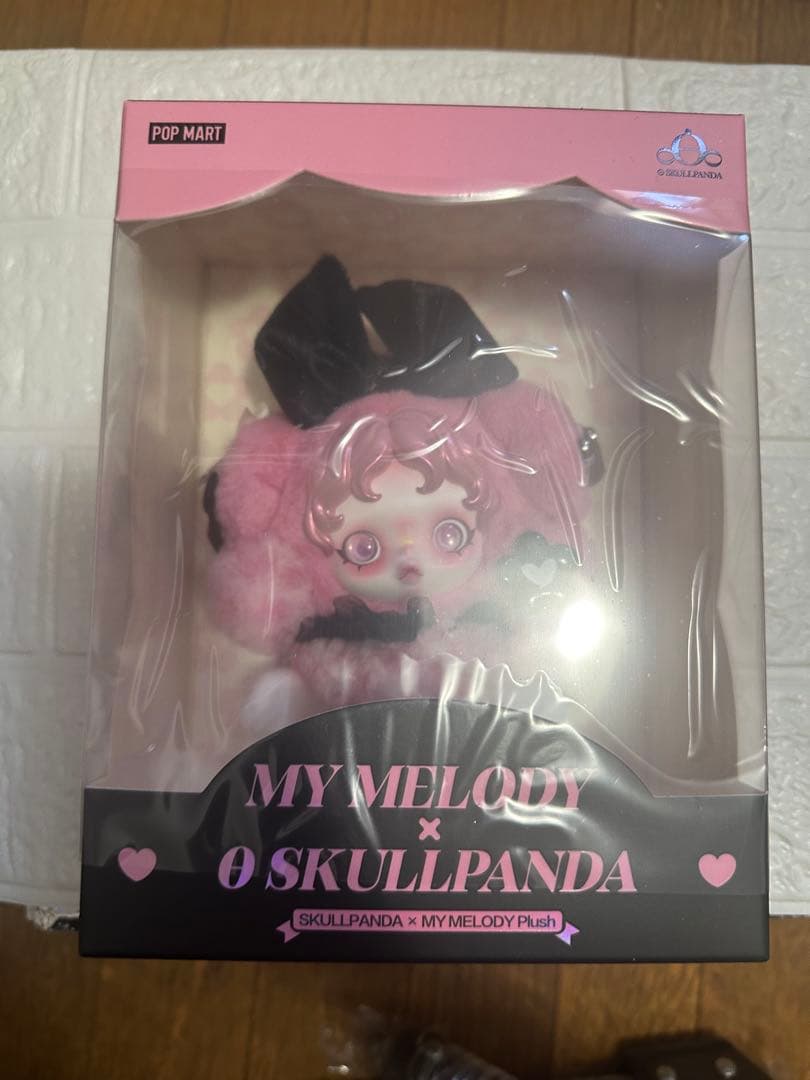 POP MART
θ SKULLPANDA
MY MELODY
×
θ SKULLPANDA
SKULLPANDA × MY MELODY Plush